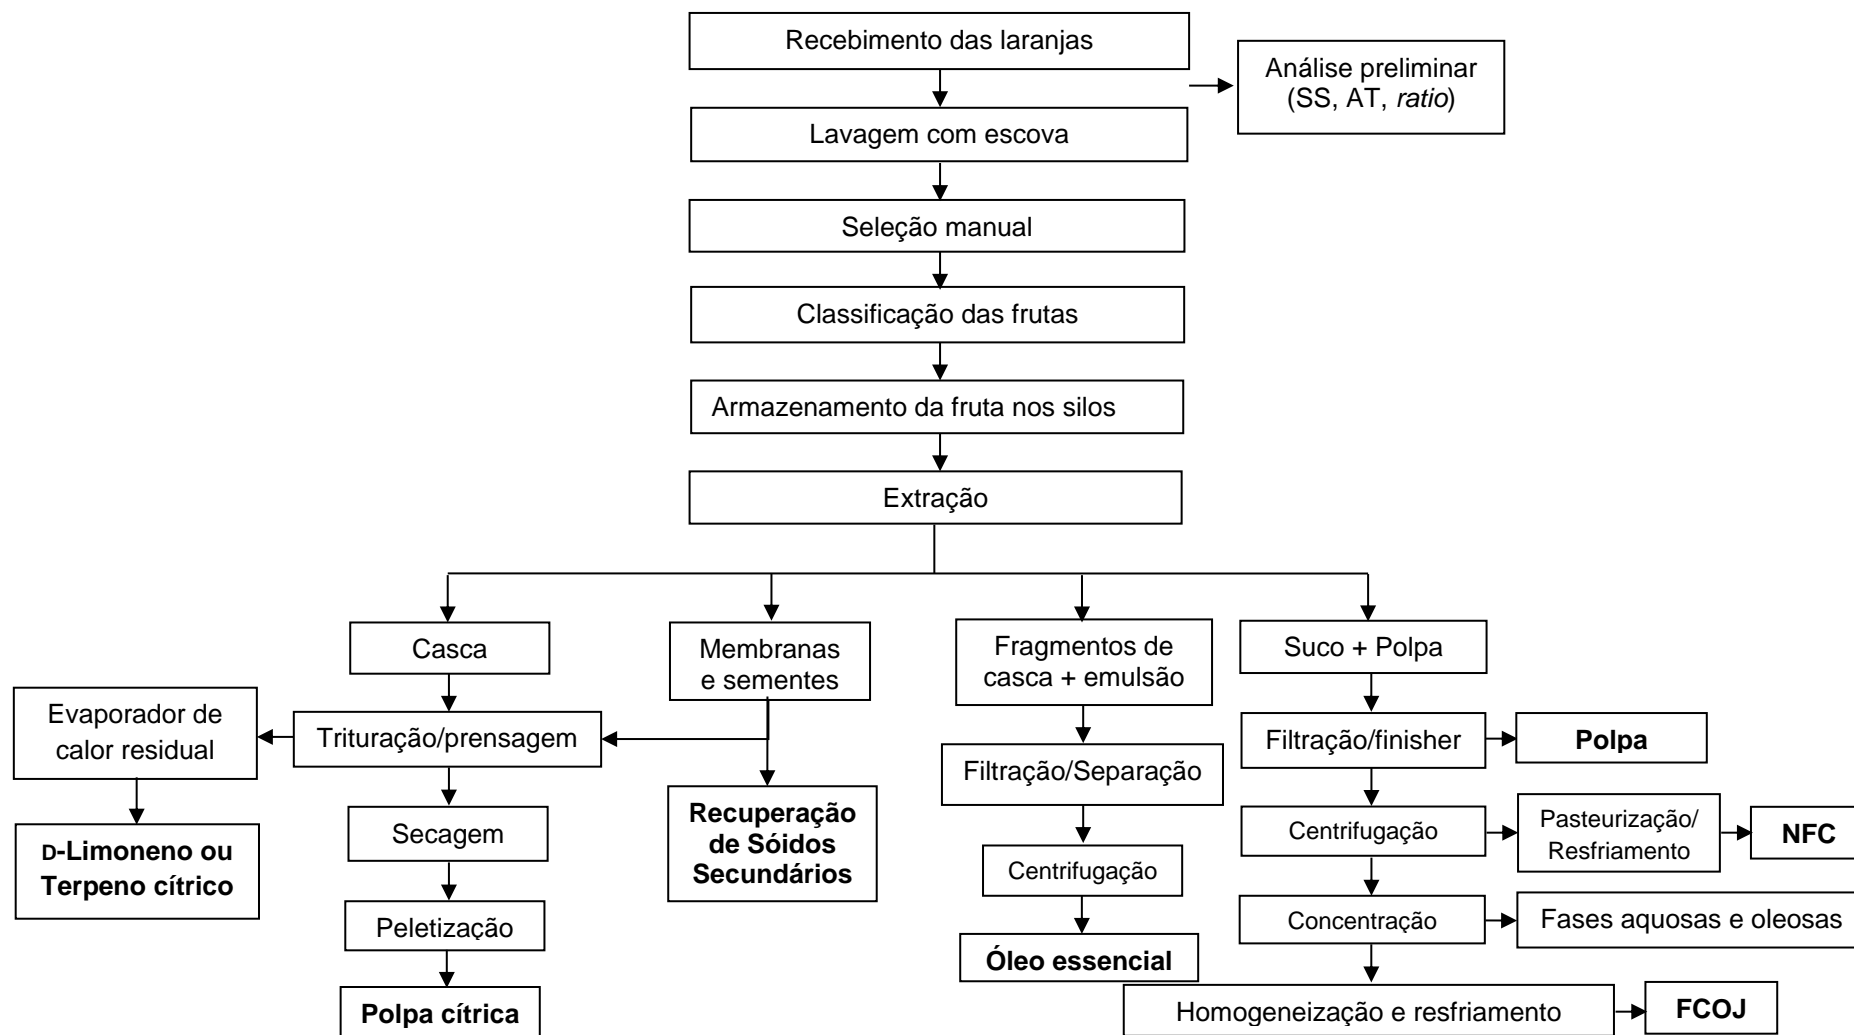 Recebimento das laranjas
Análise preliminar
(SS, AT, ratio)
Lavagem com escova
Seleção manual
Classificação das frutas
Armazenamento da fruta nos silos
Extração
Casca
Membranas
e sementes
Fragmentos de
casca + emulsão
Suco + Polpa
Evaporador de
calor residual
Trituração/prensagem
Filtração/Separação
Filtração/finisher
Polpa
D-Limoneno ou
Terpeno cítrico
Secagem
Recuperação
de Sóidos
Secundários
Centrifugação
Centrifugação
Pasteurização/
Resfriamento
NFC
Peletização
Óleo essencial
Concentração
Fases aquosas e oleosas
Polpa cítrica
Homogeneização e resfriamento
FCOJ